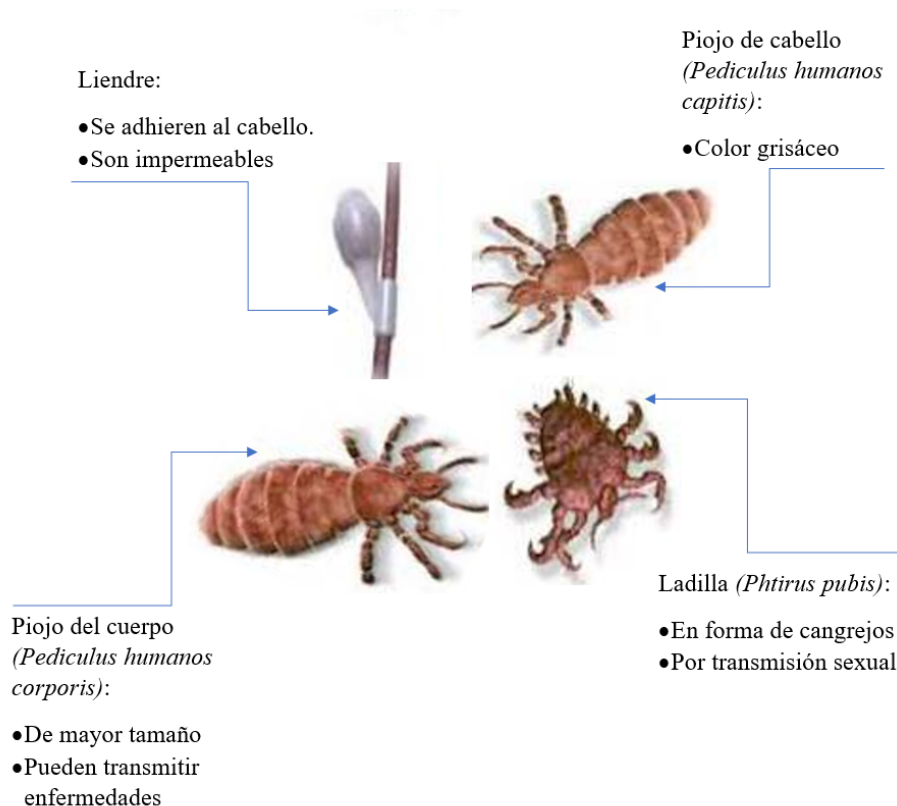 Liendre:
•Se adhieren al cabello.
•Son impermeables
Piojo de cabello
(Pediculus humanos
capitis):
•Color grisáceo
Piojo del cuerpo
(Pediculus humanos
corporis):
•De mayor tamaño
•Pueden transmitir
enfermedades
Ladilla (Phtirus pubis):
•En forma de cangrejos
•Por transmisión sexual